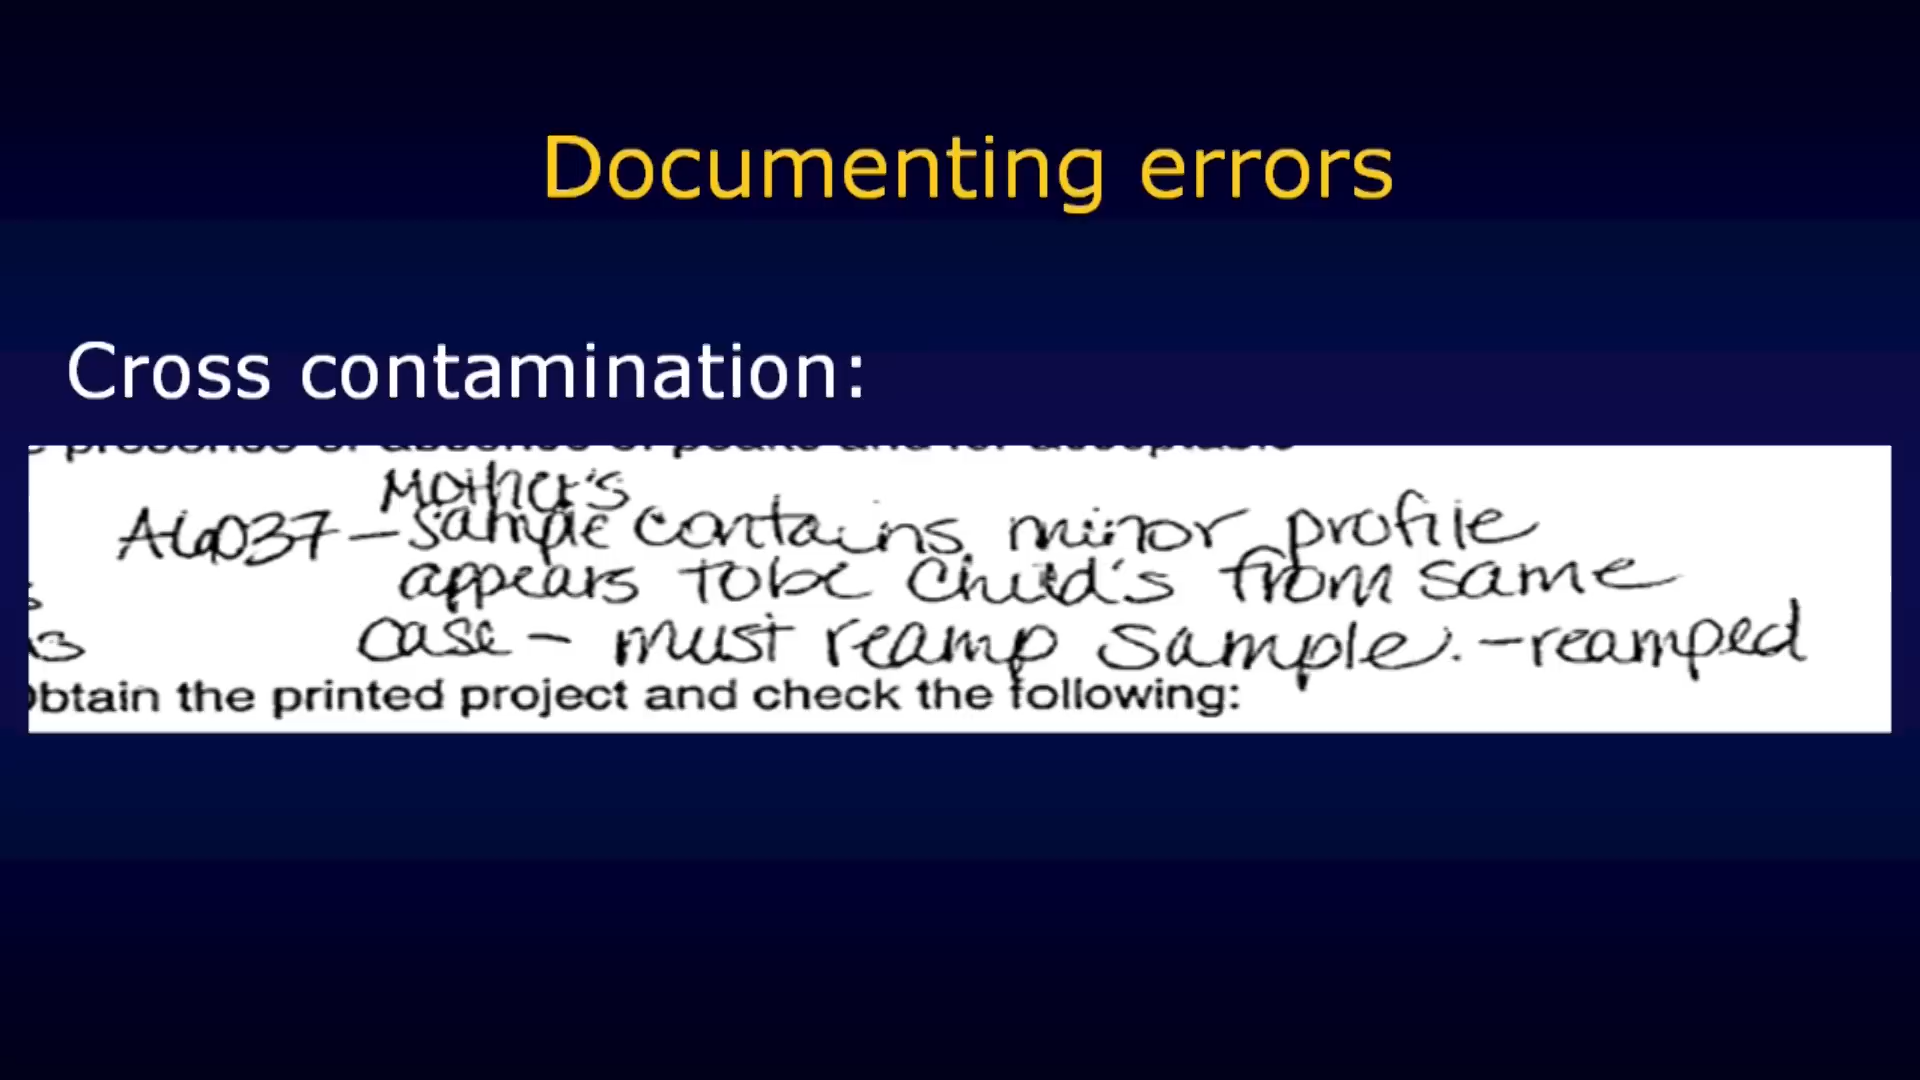 Documenting errors
Cross contamination:
e presence or absence of peaks and for acceptable
Mother's
sample contains minor profile
appears to be child's from same
13
case - must reamp sample. - reamped
obtain the printed project and check the following: